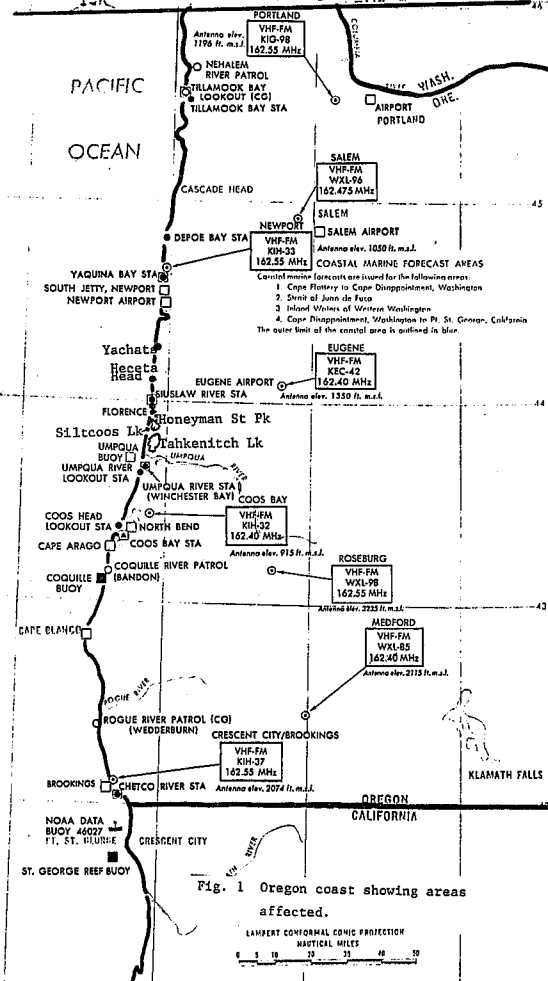 PORTLAND
Antenna elev.
1196 ft. m.s.l.
VHF-FM
KIG-98
162.55 MHz
COLUMBIA
RIVER
WASH.
ORE.
NEHALEM
RIVER PATROL
TILLAMOOK BAY
LOOKOUT (CG)
TILLAMOOK BAY STA
AIRPORT
PORTLAND
PACIFIC
OCEAN
CASCADE HEAD
SALEM
VHF-FM
WXL-96
162.475 MHz
45
SALEM
SALEM AIRPORT
Antenna elev. 1050 ft. m.s.l.
NEWPORT
VHF-FM
KIH-33
162.55 MHz
DEPOE BAY STA
YAQUINA BAY STA
SOUTH JETTY, NEWPORT
NEWPORT AIRPORT
COASTAL MARINE FORECAST AREAS
Coastal marine forecasts are issued for the following areas:
1. Cape Flattery to Cape Disappointment, Washington
2. Strait of Juan de Fuca
3 Inland Waters of Western Washington
4. Cape Disappointment, Washington to Pt. St. George, California
The outer limit of the coastal area is outlined in blue.
Yachats
Heceta
Head
EUGENE
VHF-FM
KEC-42
162.40 MHz
Antenna elev. 1350 ft. m.s.l.
EUGENE AIRPORT
SIUSLAW RIVER STA
44
FLORENCE
Honeyman St Pk
Siltcoos Lk
Tahkenitch Lk
UMPQUA
BUOY
UMPQUA
RIVER
UMPQUA RIVER
LOOKOUT STA
UMPQUA RIVER STA
(WINCHESTER BAY)
COOS BAY
VHF-FM
KIH-32
162.40 MHz
Antenna elev. 915 ft. m.s.l.
COOS HEAD
LOOKOUT STA
NORTH BEND
CAPE ARAGO
COOS BAY STA
COQUILLE RIVER PATROL
(BANDON)
COQUILLE
BUOY
ROSEBURG
VHF-FM
WXL-98
162.55 MHz
Antenna elev. 3235 ft. m.s.l.
43
CAPE BLANCO
MEDFORD
VHF-FM
WXL-85
162.40 MHz
Antenna elev. 2115 ft. m.s.l.
ROGUE RIVER
ROGUE RIVER PATROL (CG)
(WEDDERBURN)
CRESCENT CITY/BROOKINGS
VHF-FM
KIH-37
162.55 MHz
Antenna elev. 2074 ft. m.s.l.
KLAMATH FALLS
BROOKINGS
CHETCO RIVER STA
OREGON
CALIFORNIA
NOAA DATA
BUOY 46027
PT. ST. GEORGE
CRESCENT CITY
ST. GEORGE REEF BUOY
RIVER
Fig. 1 Oregon coast showing areas
affected.
LAMBERT CONFORMAL CONIC PROJECTION
NAUTICAL MILES
0 5 10 20 30 40 50